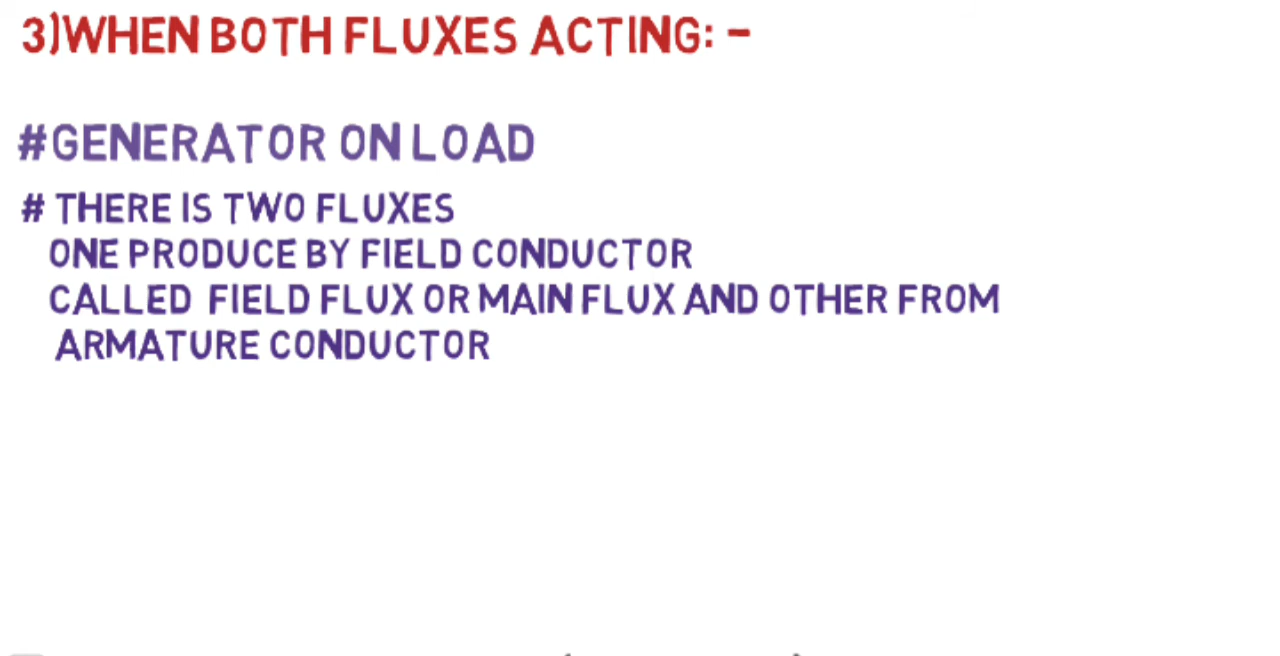 3)WHEN BOTH FLUXES ACTING: -
#GENERATOR ON LOAD
# THERE IS TWO FLUXES
ONE PRODUCE BY FIELD CONDUCTOR
CALLED FIELD FLUX OR MAIN FLUX AND OTHER FROM
ARMATURE CONDUCTOR